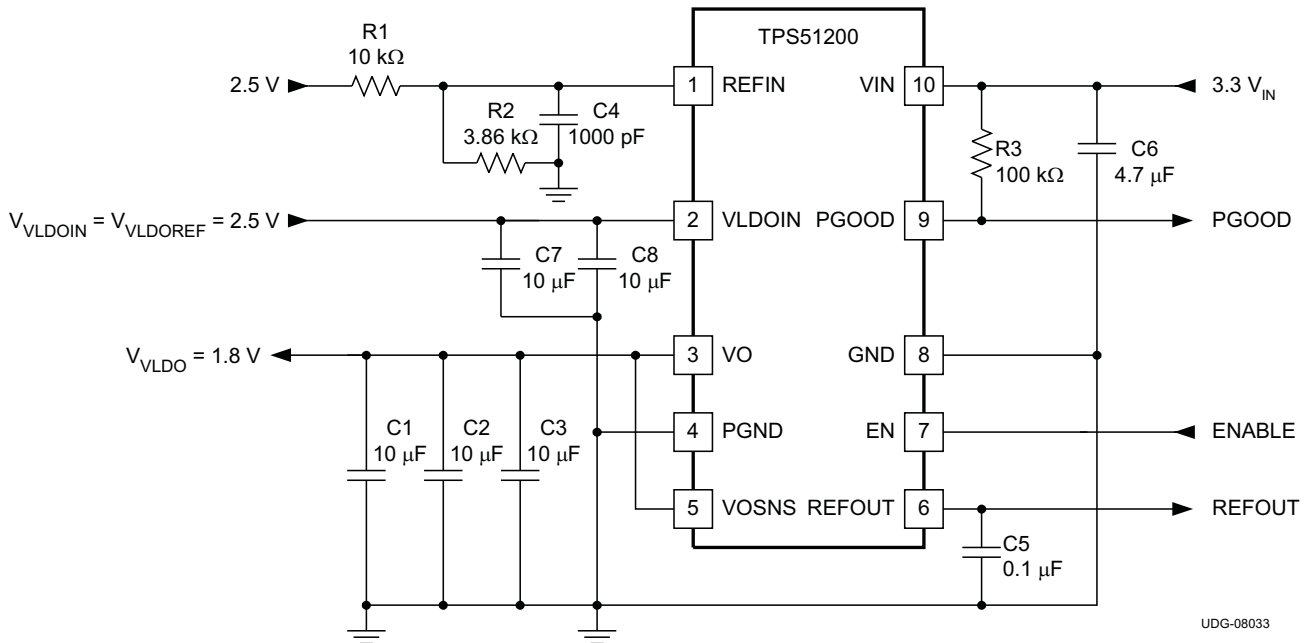 TPS51200
R1
10 kΩ
2.5 V
1
REFIN
VIN
10
3.3 V_IN
R2
3.86 kΩ
C4
1000 pF
R3
100 kΩ
C6
4.7 μF
V_VLDOIN = V_VLDOREF = 2.5 V
2
VLDOIN
PGOOD
9
PGOOD
C7
10 μF
C8
10 μF
V_VLDO = 1.8 V
3
VO
GND
8
C1
10 μF
C2
10 μF
C3
10 μF
4
PGND
EN
7
ENABLE
5
VOSNS
REFOUT
6
REFOUT
C5
0.1 μF
UDG-08033